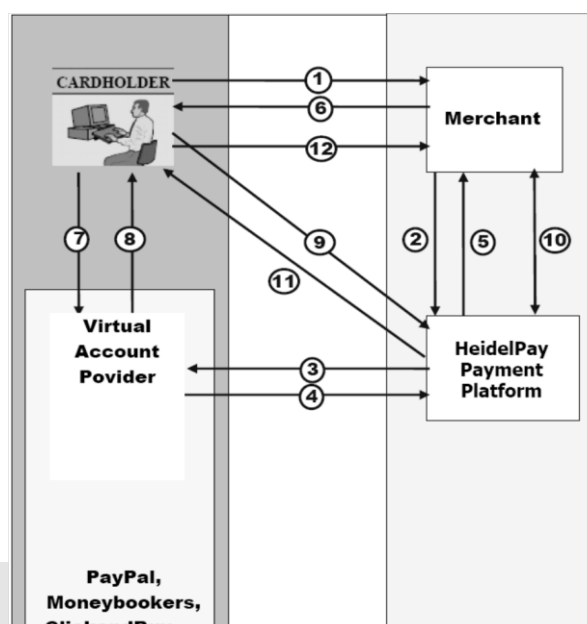 CARDHOLDER
1
6
Merchant
12
7
8
9
2
5
10
11
Virtual
Account
Povider
HeidelPay
Payment
Platform
3
4
PayPal,
Moneybookers,